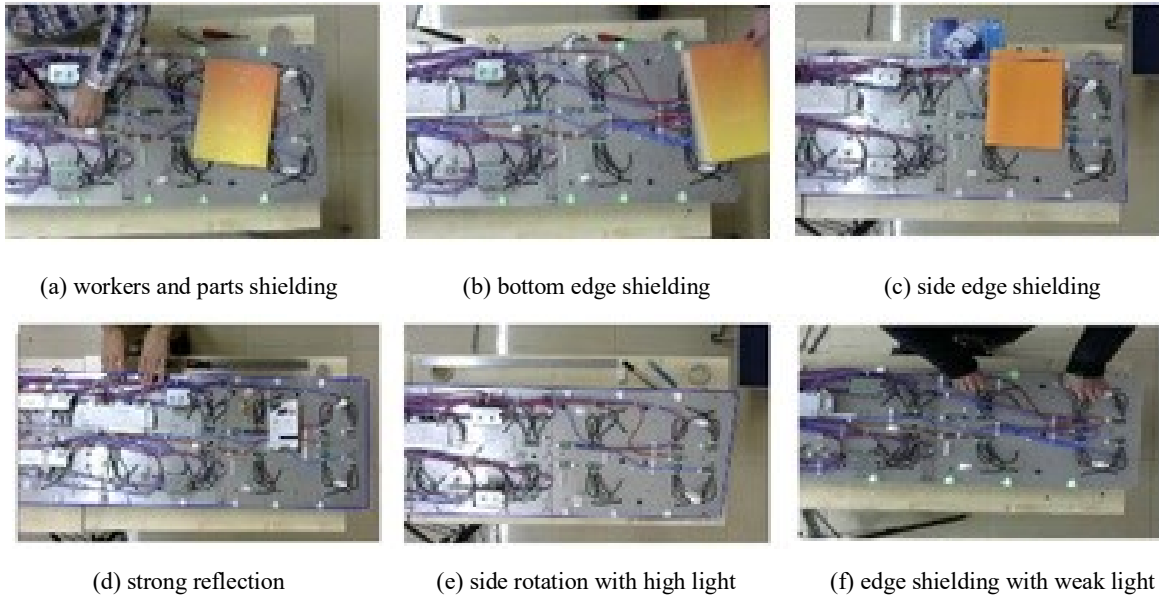 (a) workers and parts shielding
(b) bottom edge shielding
(c) side edge shielding
(d) strong reflection
(e) side rotation with high light
(f) edge shielding with weak light